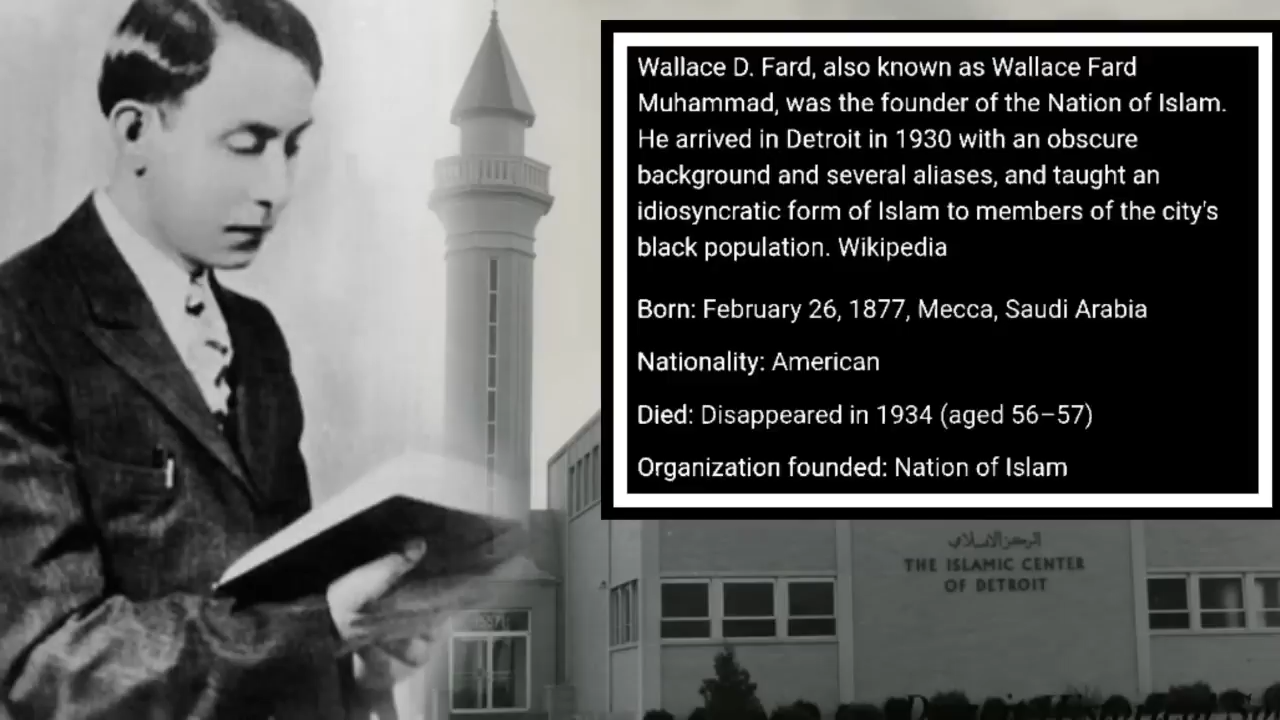 Wallace D. Fard, also known as Wallace Fard
Muhammad, was the founder of the Nation of Islam.
He arrived in Detroit in 1930 with an obscure
background and several aliases, and taught an
idiosyncratic form of Islam to members of the city's
black population. Wikipedia
Born: February 26, 1877, Mecca, Saudi Arabia
Nationality: American
Died: Disappeared in 1934 (aged 56–57)
Organization founded: Nation of Islam
المركز الاسلامي
THE ISLAMIC CENTER
OF DETROIT